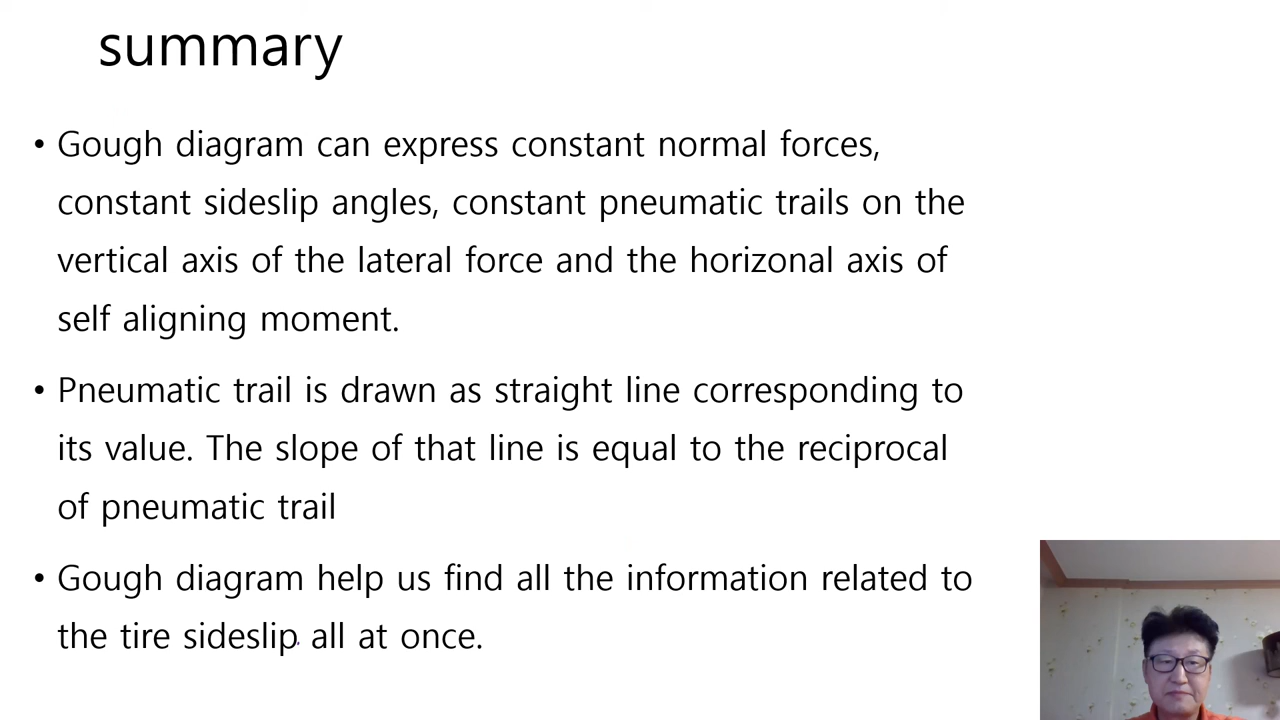 summary
• Gough diagram can express constant normal forces,
constant sideslip angles, constant pneumatic trails on the
vertical axis of the lateral force and the horizonal axis of
self aligning moment.
• Pneumatic trail is drawn as straight line corresponding to
its value. The slope of that line is equal to the reciprocal
of pneumatic trail
• Gough diagram help us find all the information related to
the tire sideslip all at once.